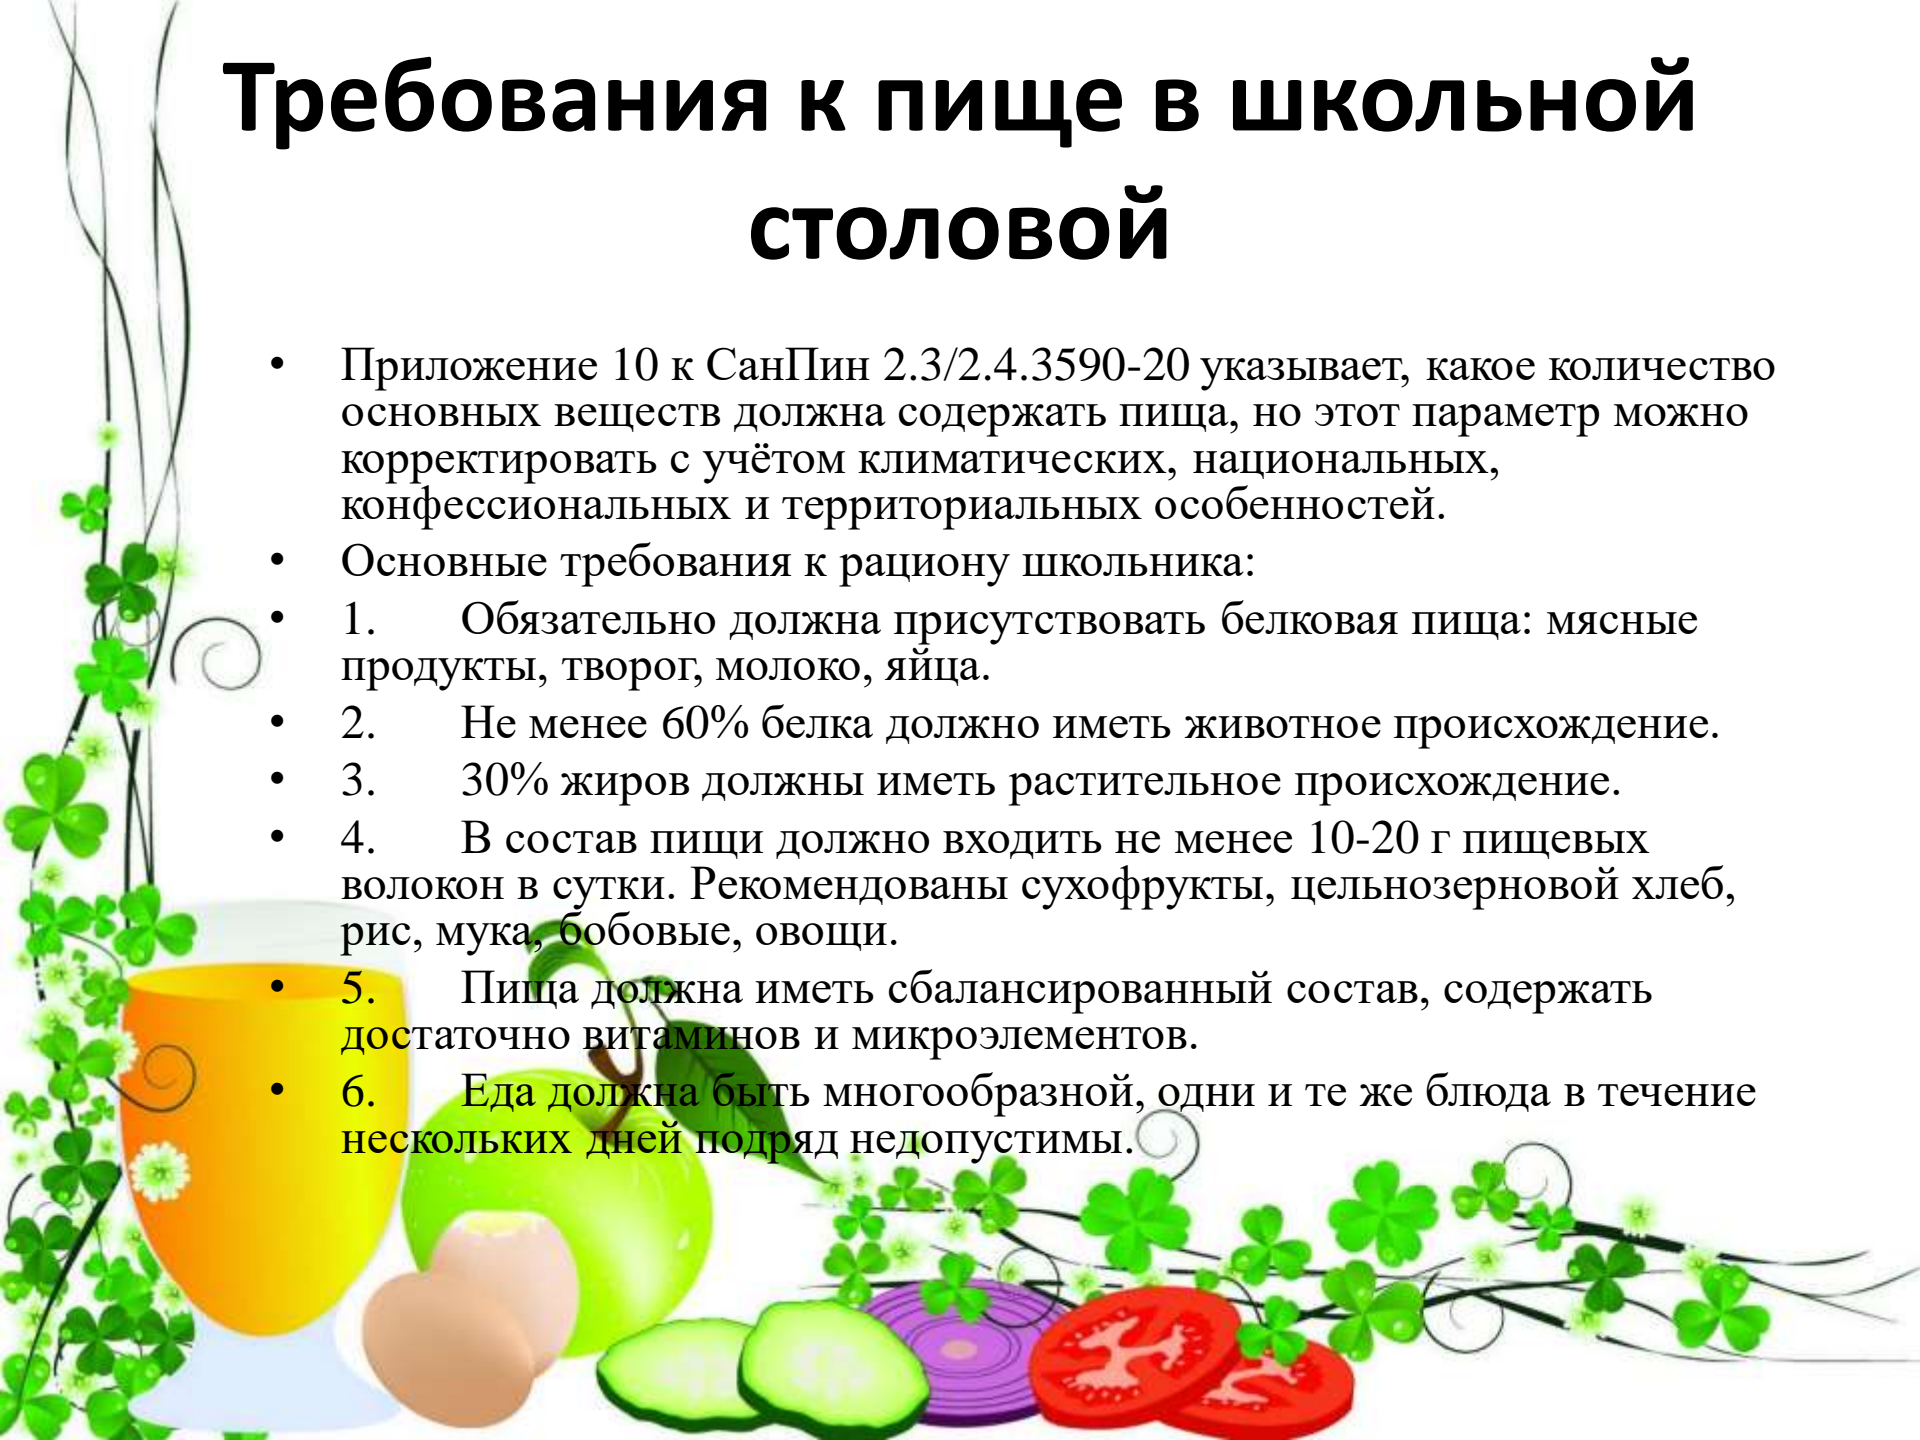 Требования к пище в школьной
столовой
• Приложение 10 к СанПин 2.3/2.4.3590-20 указывает, какое количество
основных веществ должна содержать пища, но этот параметр можно
корректировать с учётом климатических, национальных,
конфессиональных и территориальных особенностей.
• Основные требования к рациону школьника:
• 1. Обязательно должна присутствовать белковая пища: мясные
продукты, творог, молоко, яйца.
• 2. Не менее 60% белка должно иметь животное происхождение.
• 3. 30% жиров должны иметь растительное происхождение.
• 4. В состав пищи должно входить не менее 10-20 г пищевых
волокон в сутки. Рекомендованы сухофрукты, цельнозерновой хлеб,
рис, мука, бобовые, овощи.
• 5. Пища должна иметь сбалансированный состав, содержать
достаточно витаминов и микроэлементов.
• 6. Еда должна быть многообразной, одни и те же блюда в течение
нескольких дней подряд недопустимы.